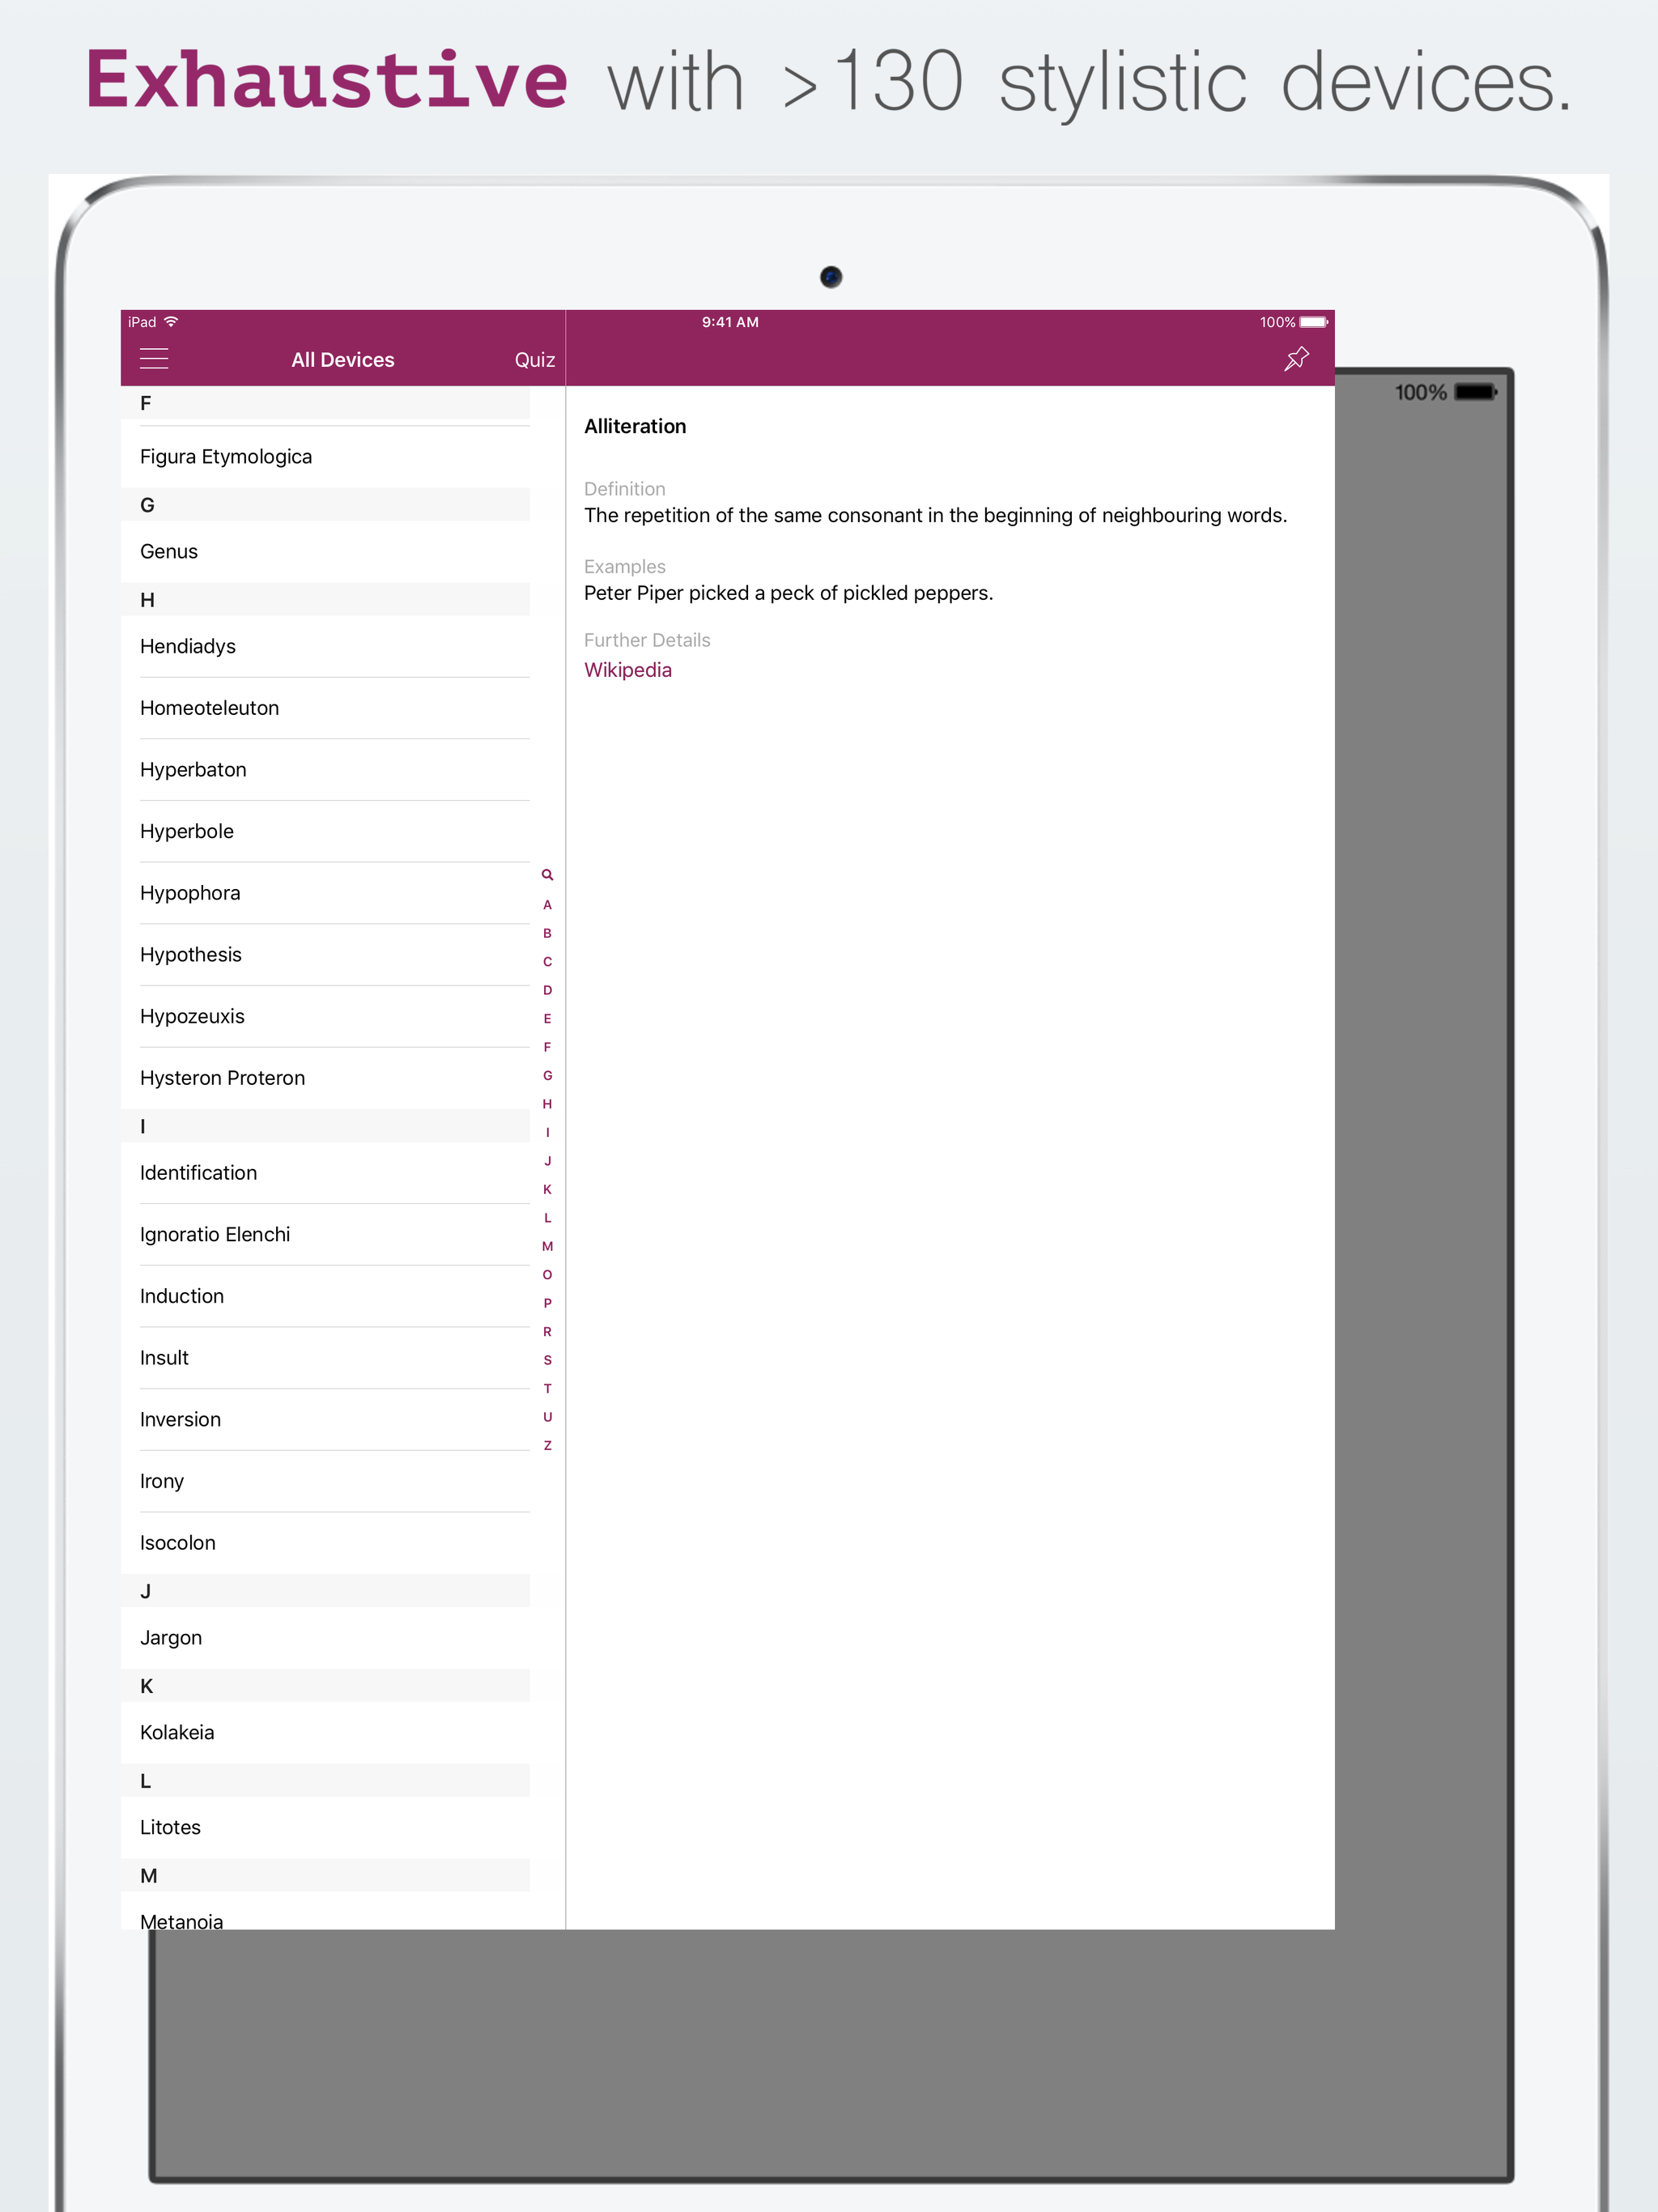 Exhaustive with >130 stylistic devices.
iPad 9:41 AM 100%
100%
All Devices Quiz
F
Figura Etymologica
G
Genus
H
Hendiadys
Homeoteleuton
Hyperbaton
Hyperbole
Hypophora
Hypothesis
Hypozeuxis
Hysteron Proteron
I
Identification
Ignoratio Elenchi
Induction
Insult
Inversion
Irony
Isocolon
J
Jargon
K
Kolakeia
L
Litotes
M
Metanoia
A
B
C
D
E
F
G
H
I
J
K
L
M
O
P
R
S
T
U
Z
Alliteration
Definition
The repetition of the same consonant in the beginning of neighbouring words.
Examples
Peter Piper picked a peck of pickled peppers.
Further Details
Wikipedia